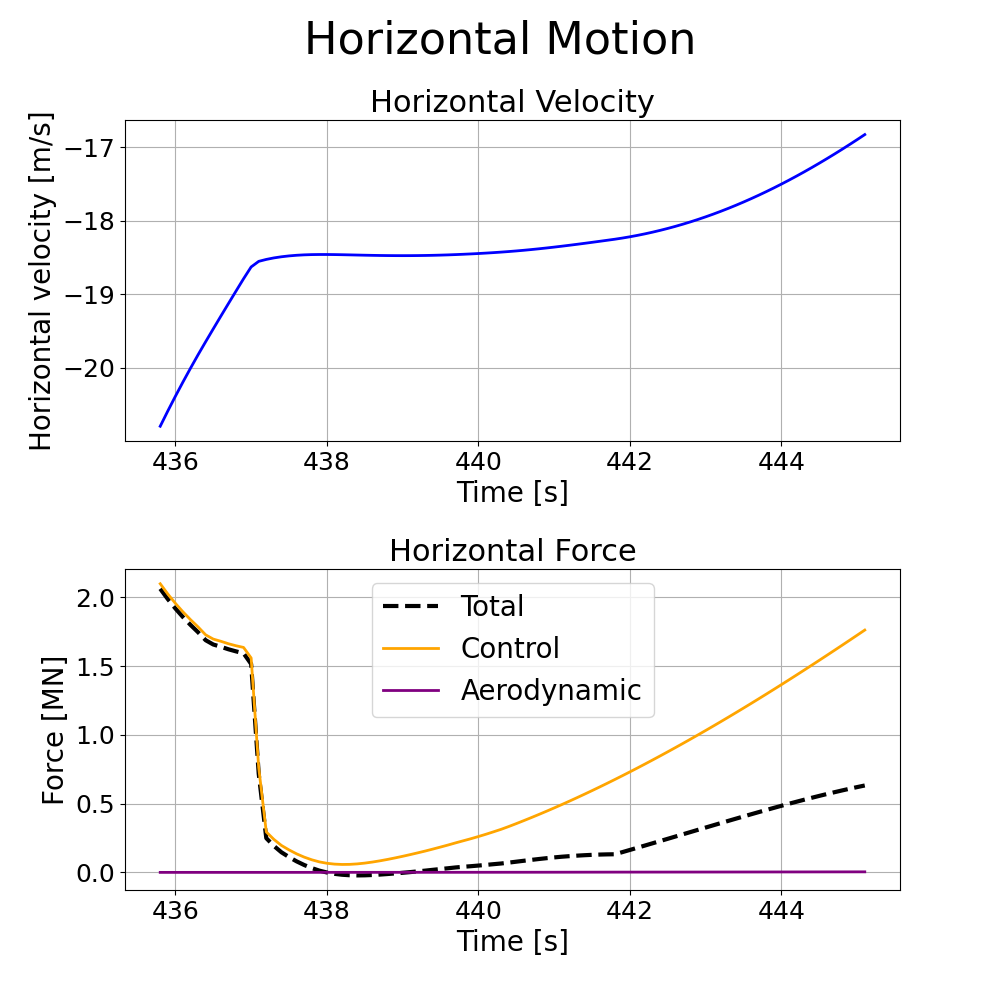 Horizontal Motion
Horizontal Velocity
Horizontal velocity [m/s]
−17
−18
−19
−20
436 438 440 442 444
Time [s]
Horizontal Force
Force [MN]
2.0
1.5
1.0
0.5
0.0
Total
Control
Aerodynamic
436 438 440 442 444
Time [s]